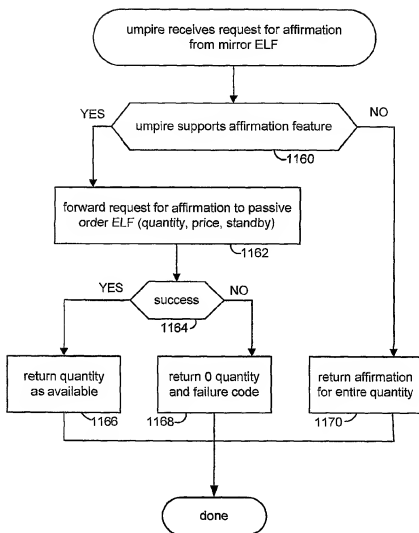 umpire receives request for affirmation
from mirror ELF
YES
NO
umpire supports affirmation feature
1160
forward request for affirmation to passive
order ELF (quantity, price, standby)
1162
YES
NO
success
1164
return quantity
as available
return 0 quantity
and failure code
return affirmation
for entire quantity
1166
1168
1170
done